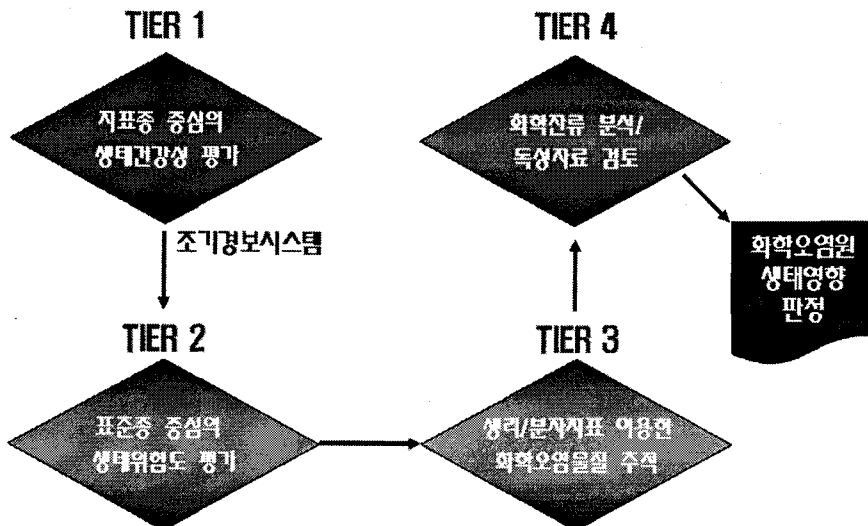 TIER 1
지표종 중심의
생태건강성 평가
조기경보시스템
TIER 2
표준종 중심의
생태위험도 평가
TIER 3
생리/분자지표 이용한
화학오염물질 추적
TIER 4
화학잔류 분석/
독성자료 검토
화학오염원
생태영향
판정